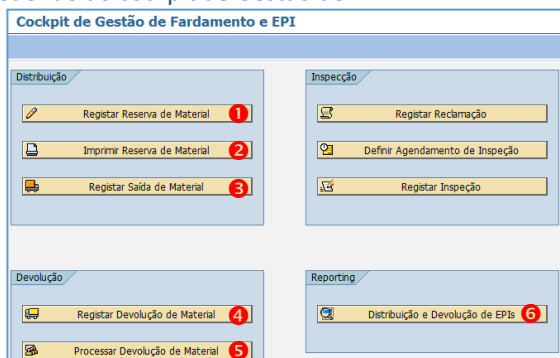 Cockpit de Gestão de Fardamento e EPI
Distribuição
Registar Reserva de Material 1
Imprimir Reserva de Material 2
Registar Saída de Material 3
Inspecção
Registar Reclamação
Definir Agendamento de Inspeção
Registar Inspeção
Devolução
Registar Devolução de Material 4
Processar Devolução de Material 5
Reporting
Distribuição e Devolução de EPIs 6